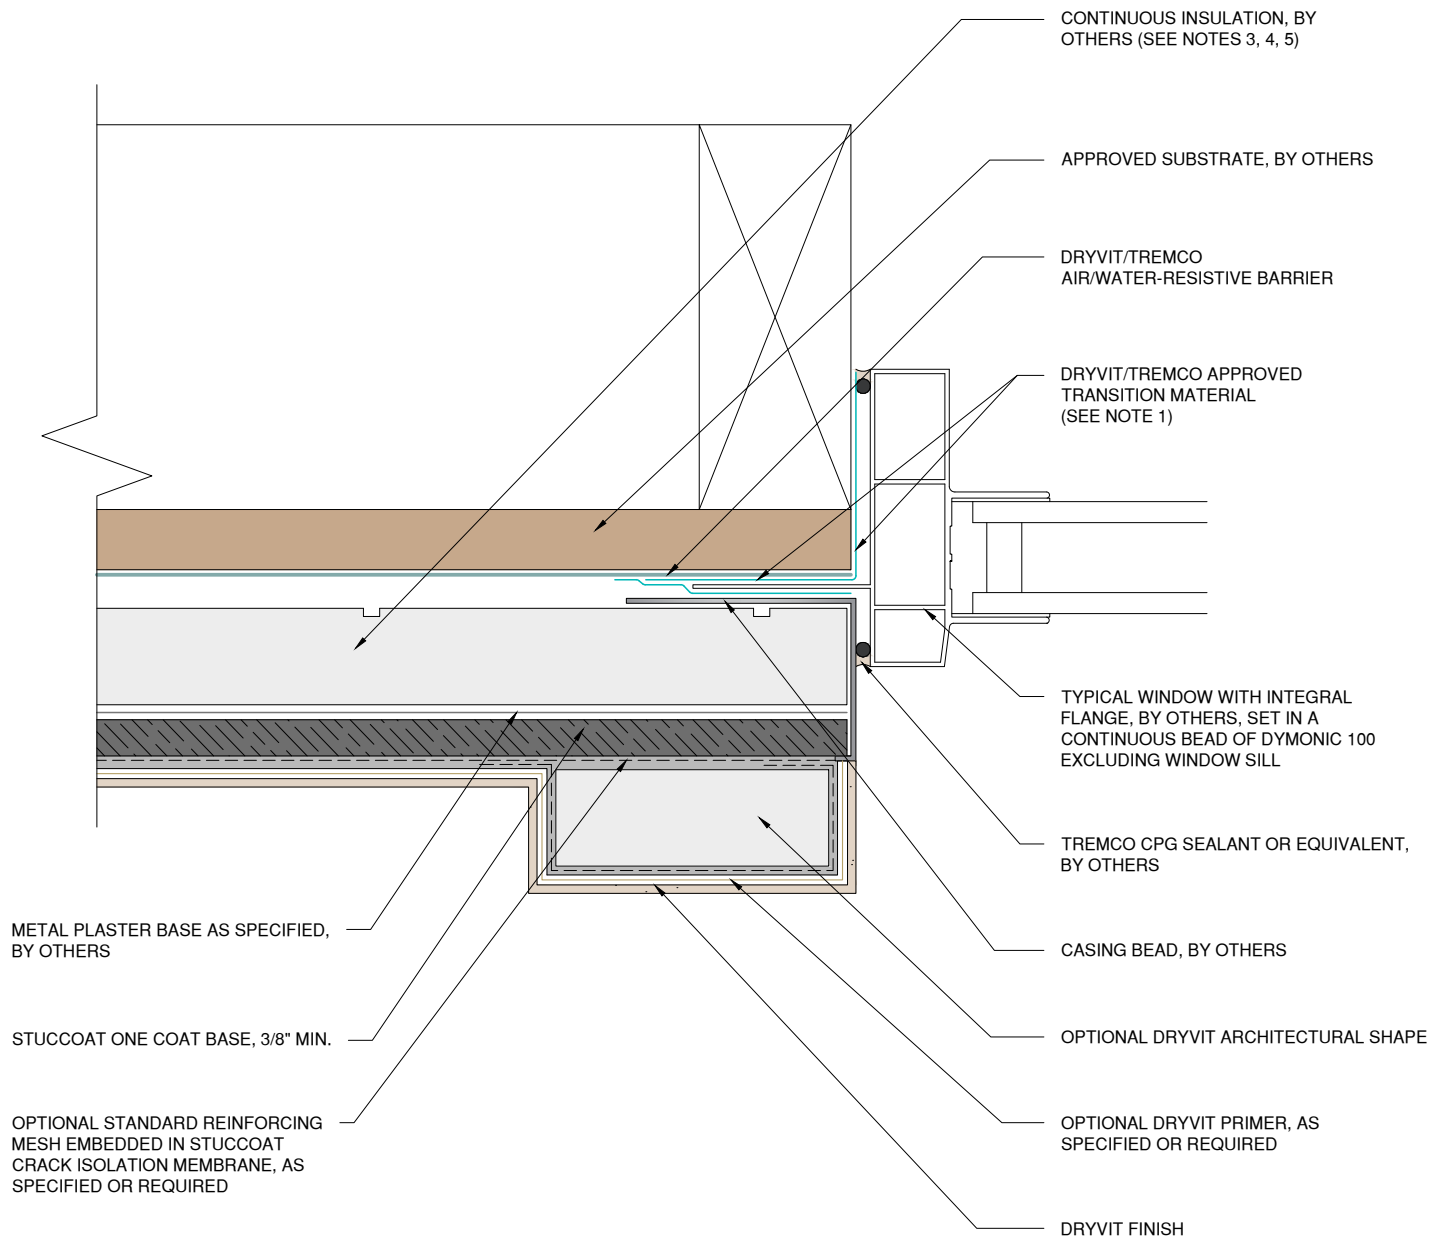 CONTINUOUS INSULATION, BY
OTHERS (SEE NOTES 3, 4, 5)
APPROVED SUBSTRATE, BY OTHERS
DRYVIT/TREMCO
AIR/WATER-RESISTIVE BARRIER
DRYVIT/TREMCO APPROVED
TRANSITION MATERIAL
(SEE NOTE 1)
TYPICAL WINDOW WITH INTEGRAL
FLANGE, BY OTHERS, SET IN A
CONTINUOUS BEAD OF DYMONIC 100
EXCLUDING WINDOW SILL
TREMCO CPG SEALANT OR EQUIVALENT,
BY OTHERS
CASING BEAD, BY OTHERS
OPTIONAL DRYVIT ARCHITECTURAL SHAPE
OPTIONAL DRYVIT PRIMER, AS
SPECIFIED OR REQUIRED
DRYVIT FINISH
METAL PLASTER BASE AS SPECIFIED,
BY OTHERS
STUCCOAT ONE COAT BASE, 3/8" MIN.
OPTIONAL STANDARD REINFORCING
MESH EMBEDDED IN STUCCOAT
CRACK ISOLATION MEMBRANE, AS
SPECIFIED OR REQUIRED